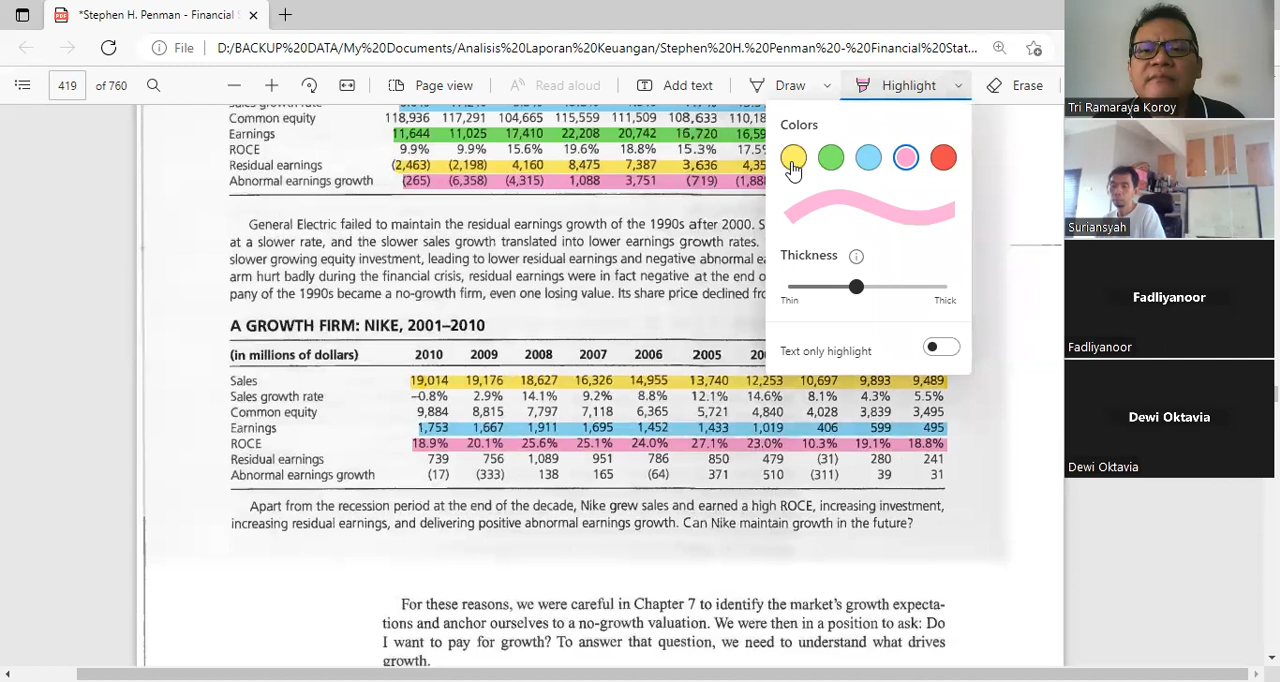 *Stephen H. Penman - Financial S
File D:/BACKUP%20DATA/My%20Documents/Analisis%20Laporan%20Keuangan/Stephen%20H.%20Penman%20-%20Financial%20Stat...
419 of 760 Page view Read aloud Add text Draw Highlight Erase
Common equity 118,936 117,291 104,665 115,559 111,509 108,633 110,18
Earnings 11,644 11,025 17,410 22,208 20,742 16,720 16,59
ROCE 9.9% 9.9% 15.6% 19.6% 18.8% 15.3% 17.5
Residual earnings (2,463) (2,198) 4,160 8,475 7,387 3,636 4,35
Abnormal earnings growth (265) (6,358) (4,315) 1,088 3,751 (719) (1,88
General Electric failed to maintain the residual earnings growth of the 1990s after 2000. S
at a slower rate, and the slower sales growth translated into lower earnings growth rates.
slower growing equity investment, leading to lower residual earnings and negative abnormal ea
arm hurt badly during the financial crisis, residual earnings were in fact negative at the end o
pany of the 1990s became a no-growth firm, even one losing value. Its share price declined fro
A GROWTH FIRM: NIKE, 2001–2010
(in millions of dollars) 2010 2009 2008 2007 2006 2005 20
Sales 19,014 19,176 18,627 16,326 14,955 13,740 12,253 10,697 9,893 9,489
Sales growth rate –0.8% 2.9% 14.1% 9.2% 8.8% 12.1% 14.6% 8.1% 4.3% 5.5%
Common equity 9,884 8,815 7,797 7,118 6,365 5,721 4,840 4,028 3,839 3,495
Earnings 1,753 1,667 1,911 1,695 1,452 1,433 1,019 406 599 495
ROCE 18.9% 20.1% 25.6% 25.1% 24.0% 27.1% 23.0% 10.3% 19.1% 18.8%
Residual earnings 739 756 1,089 951 786 850 479 (31) 280 241
Abnormal earnings growth (17) (333) 138 165 (64) 371 510 (311) 39 31
Apart from the recession period at the end of the decade, Nike grew sales and earned a high ROCE, increasing investment,
increasing residual earnings, and delivering positive abnormal earnings growth. Can Nike maintain growth in the future?
For these reasons, we were careful in Chapter 7 to identify the market's growth expecta-
tions and anchor ourselves to a no-growth valuation. We were then in a position to ask: Do
I want to pay for growth? To answer that question, we need to understand what drives
growth.
Colors
Thickness
Thin Thick
Text only highlight
Tri Ramaraya Koroy
Suriansyah
Fadliyanoor
Fadliyanoor
Dewi Oktavia
Dewi Oktavia